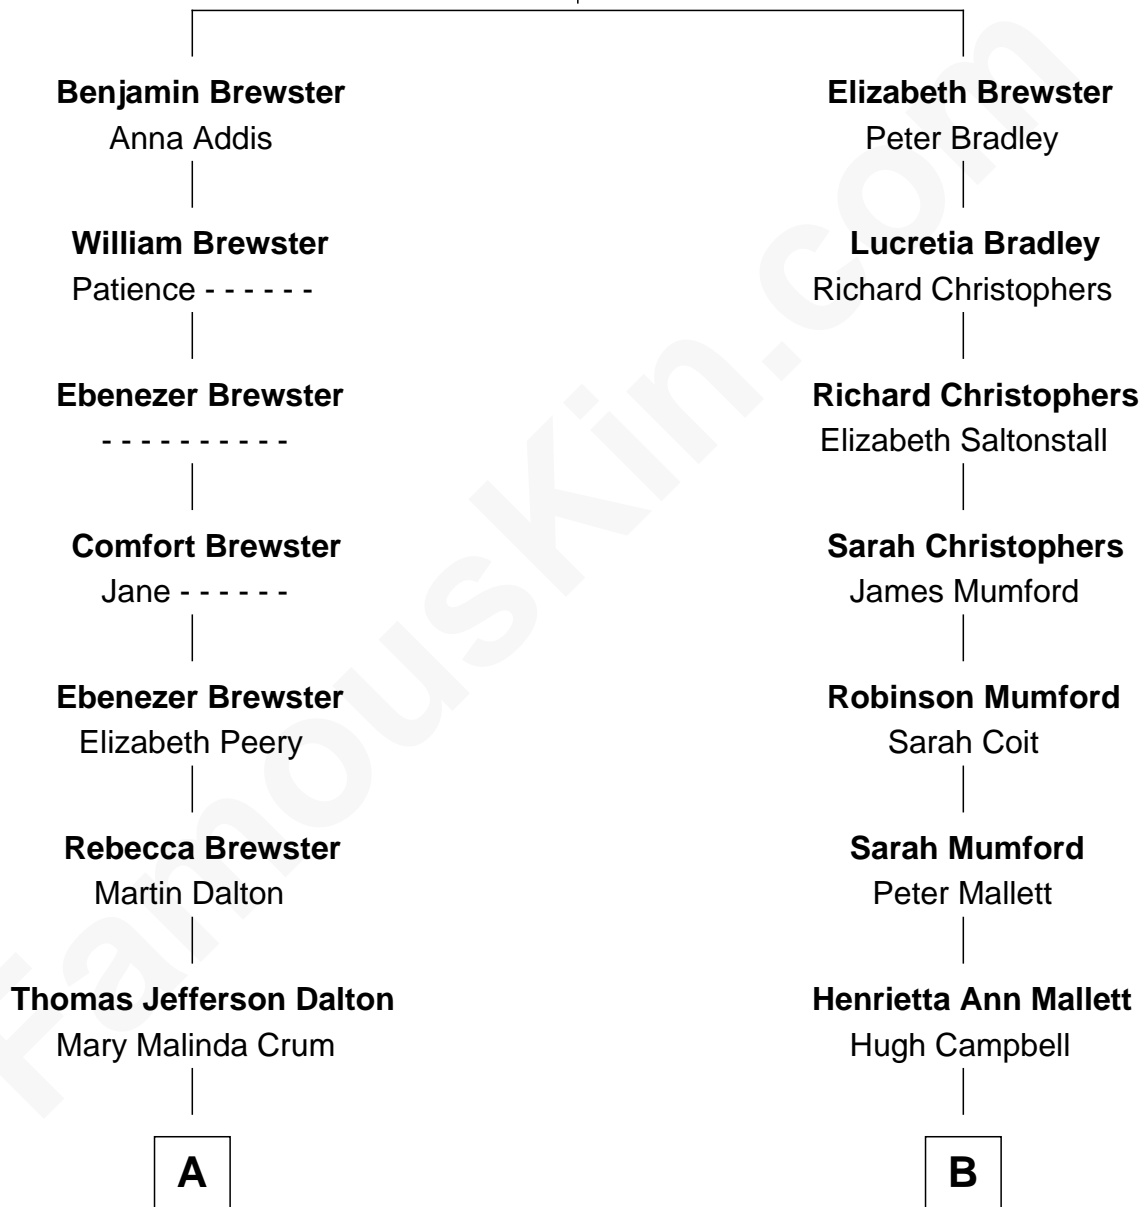 Benjamin Brewster
Anna Addis
William Brewster
Patience - - - - - -
Ebenezer Brewster
- - - - - - - - - -
Comfort Brewster
Jane - - - - - -
Ebenezer Brewster
Elizabeth Peery
Rebecca Brewster
Martin Dalton
Thomas Jefferson Dalton
Mary Malinda Crum
A
Elizabeth Brewster
Peter Bradley
Lucretia Bradley
Richard Christophers
Richard Christophers
Elizabeth Saltonstall
Sarah Christophers
James Mumford
Robinson Mumford
Sarah Coit
Sarah Mumford
Peter Mallett
Henrietta Ann Mallett
Hugh Campbell
B
FamousKin.com